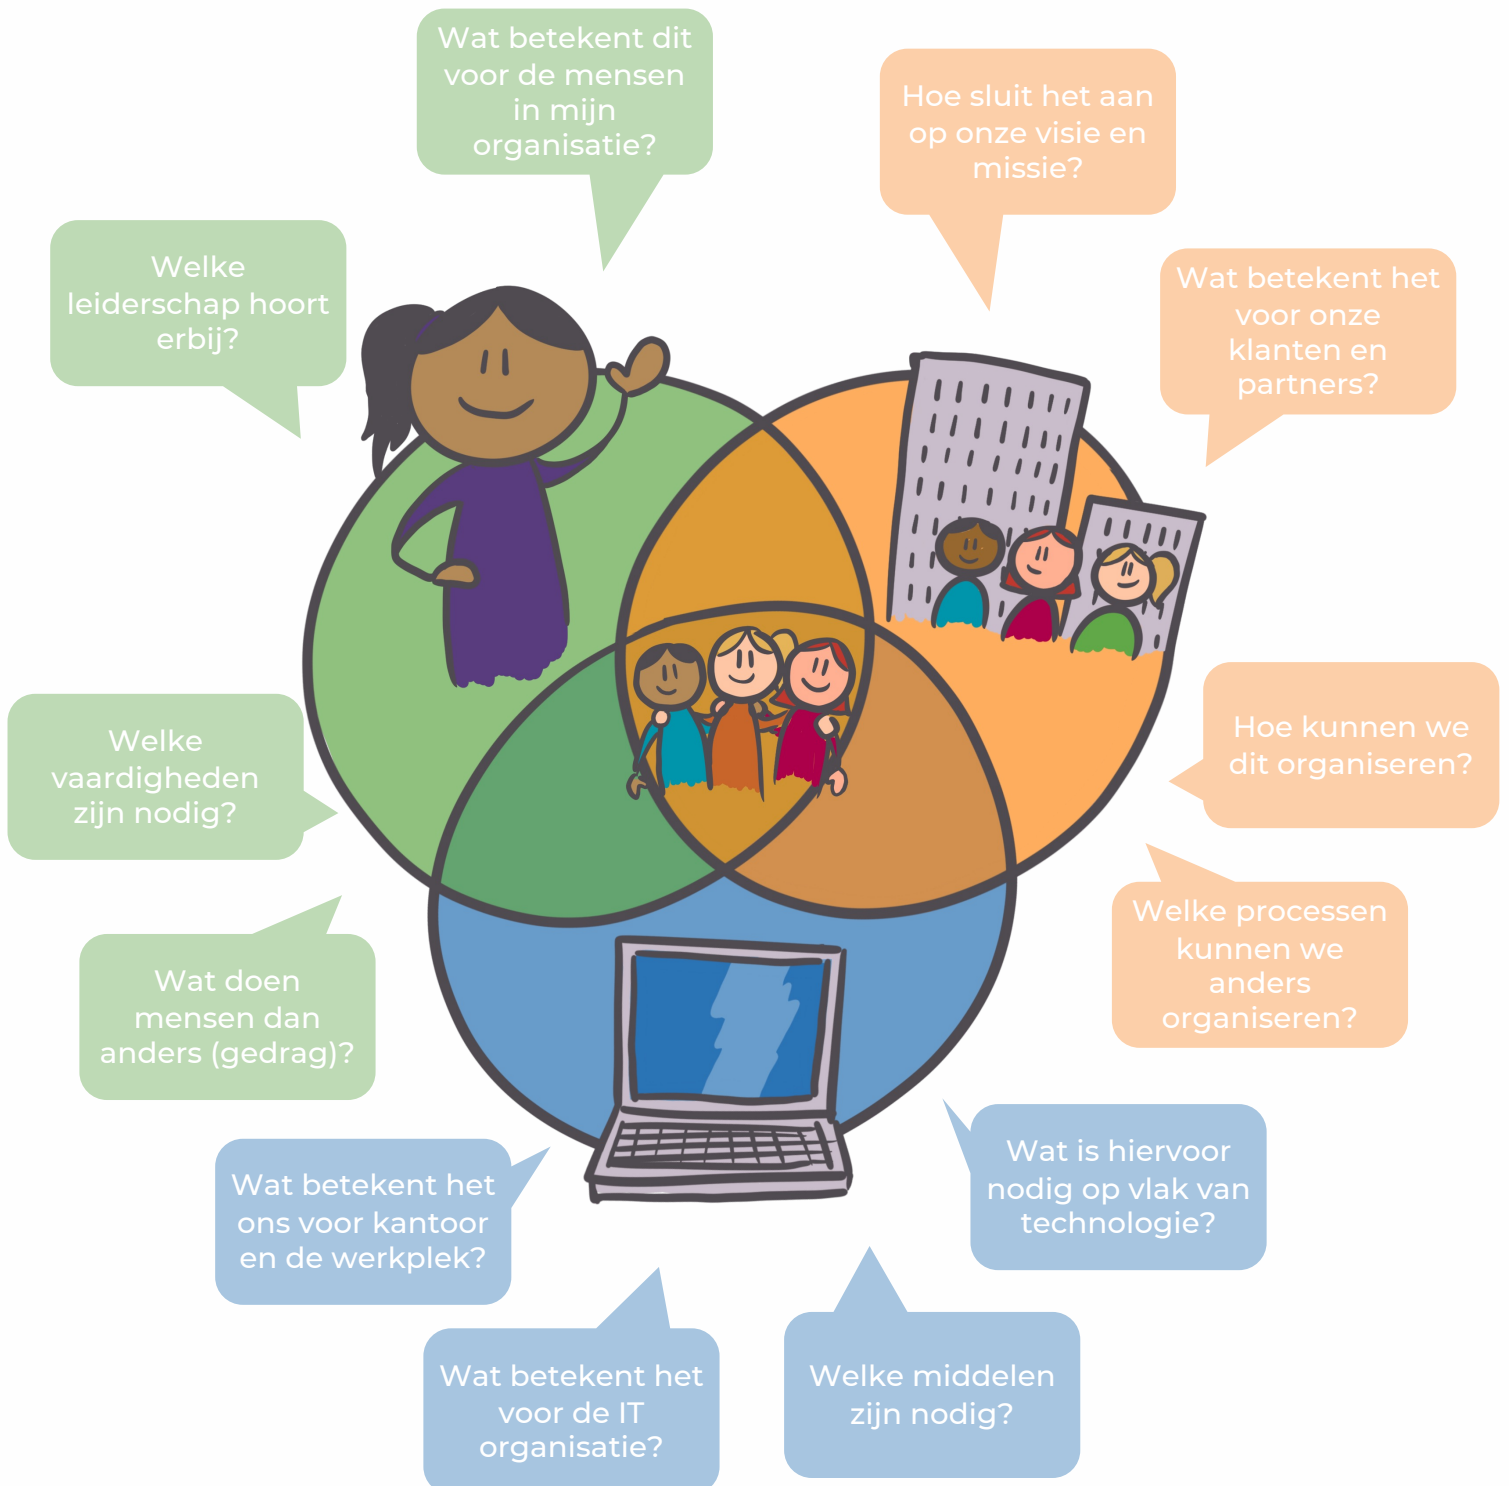 Wat betekent dit
voor de mensen
in mijn
organisatie?
Hoe sluit het aan
op onze visie en
missie?
Welke
leiderschap hoort
erbij?
Wat betekent het
voor onze
klanten en
partners?
Welke
vaardigheden
zijn nodig?
Hoe kunnen we
dit organiseren?
Wat doen
mensen dan
anders (gedrag)?
Welke processen
kunnen we
anders
organiseren?
Wat betekent het
ons voor kantoor
en de werkplek?
Wat is hiervoor
nodig op vlak van
technologie?
Wat betekent het
voor de IT
organisatie?
Welke middelen
zijn nodig?